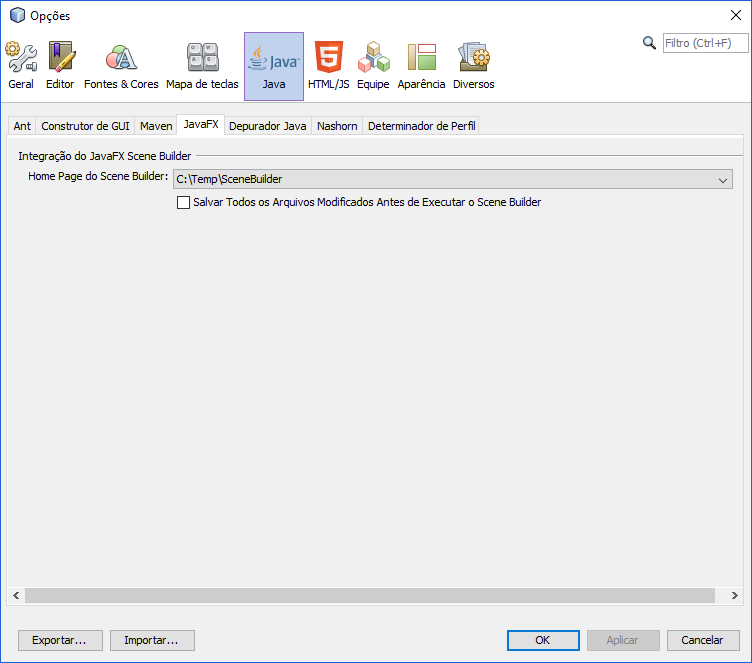 Opções
Filtro (Ctrl+F)
Geral Editor Fontes & Cores Mapa de teclas Java HTML/JS Equipe Aparência Diversos
Ant Construtor de GUI Maven JavaFX Depurador Java Nashorn Determinador de Perfil
Integração do JavaFX Scene Builder
Home Page do Scene Builder: C:\Temp\SceneBuilder
Salvar Todos os Arquivos Modificados Antes de Executar o Scene Builder
Exportar... Importar... OK Aplicar Cancelar